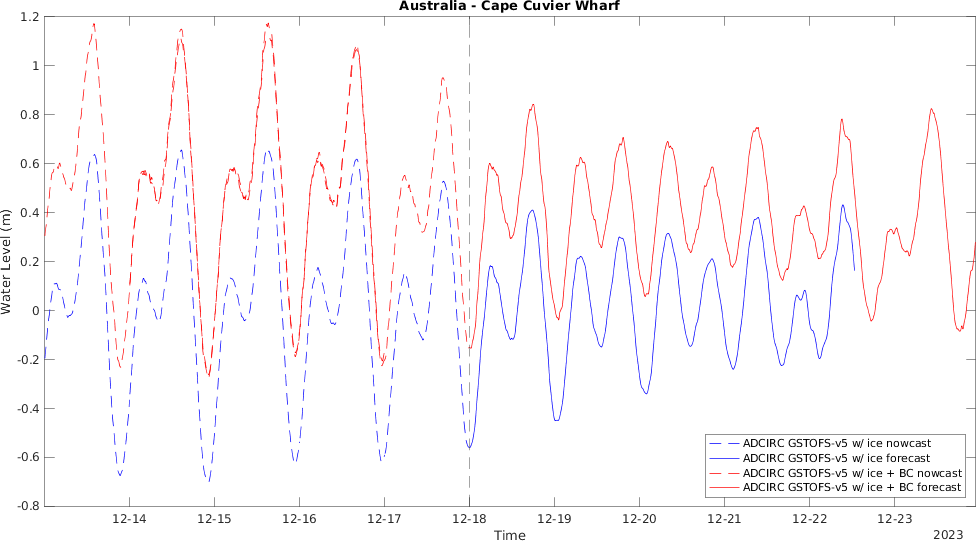 Australia - Cape Cuvier Wharf
1.2
1
0.8
0.6
0.4
0.2
0
-0.2
-0.4
-0.6
-0.8
Water Level (m)
ADCIRC GSTOFS-v5 w/ ice nowcast
ADCIRC GSTOFS-v5 w/ ice forecast
ADCIRC GSTOFS-v5 w/ ice + BC nowcast
ADCIRC GSTOFS-v5 w/ ice + BC forecast
12-14 12-15 12-16 12-17 12-18 12-19 12-20 12-21 12-22 12-23
Time
2023